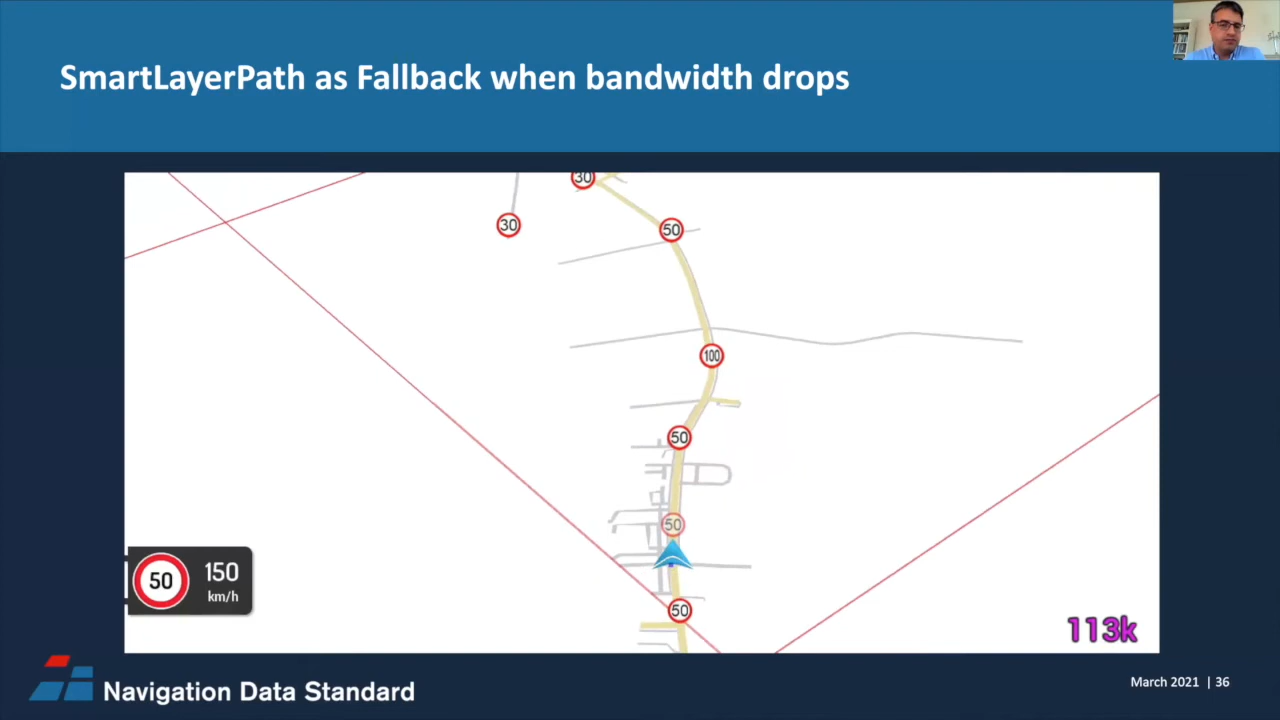 SmartLayerPath as Fallback when bandwidth drops
30
30
50
100
50
50
50
50
150
km/h
113k
Navigation Data Standard
March 2021 | 36